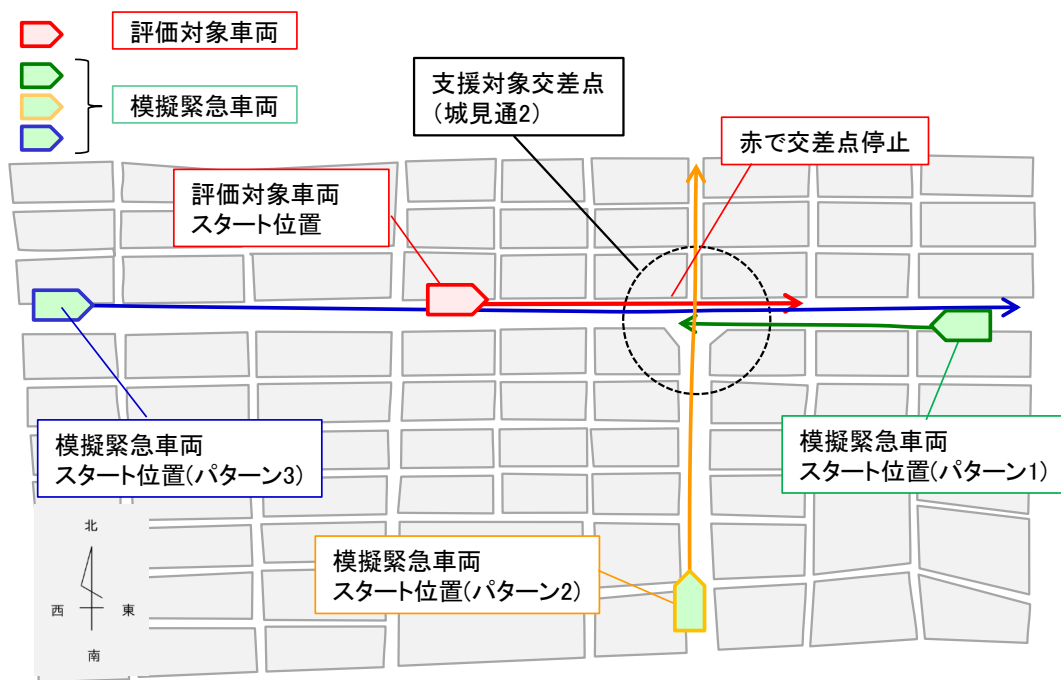 評価対象車両
模擬緊急車両
支援対象交差点
(城見通2)
赤で交差点停止
評価対象車両
スタート位置
模擬緊急車両
スタート位置(パターン3)
模擬緊急車両
スタート位置(パターン1)
模擬緊急車両
スタート位置(パターン2)
北
西
東
南